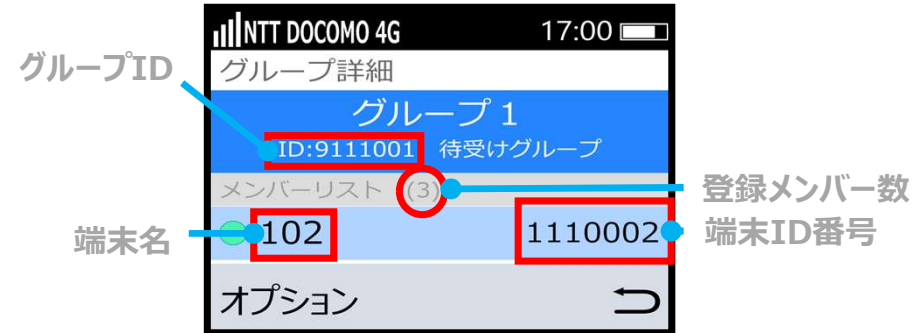 NTT DOCOMO 4G 17:00
グループID
グループ詳細
グループ 1
ID:9111001 待受けグループ
メンバーリスト (3)
登録メンバー数
端末名
102 1110002
端末ID番号
オプション